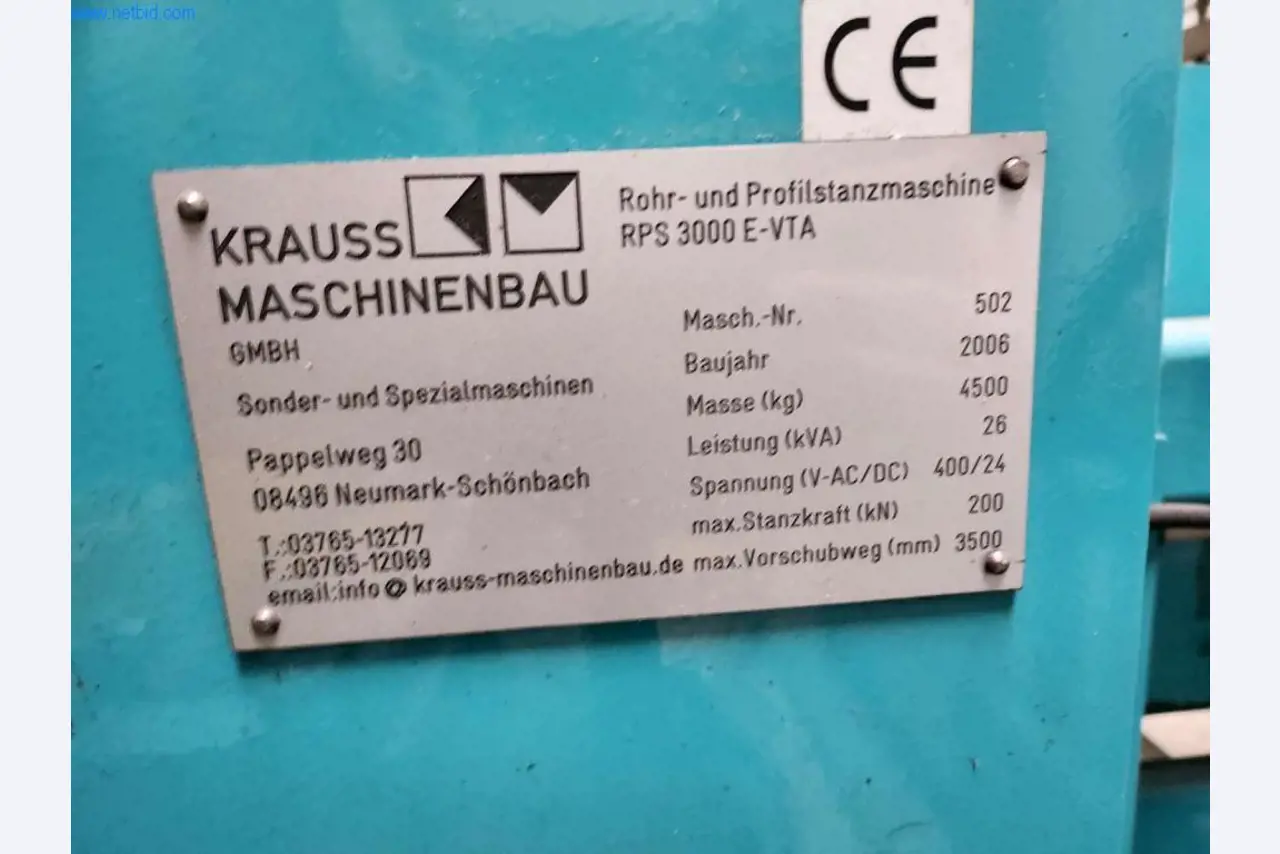 www.netbid.com
CE
KRAUSS
MASCHINENBAU
GMBH
Sonder- und Spezialmaschinen
Pappelweg 30
08496 Neumark-Schönbach
T.:03765-13277
F.:03765-12069
email:info@krauss-maschinenbau.de
Rohr- und Profilstanzmaschine
RPS 3000 E-VTA
Masch.-Nr. 502
Baujahr 2006
Masse (kg) 4500
Leistung (kVA) 26
Spannung (V-AC/DC) 400/24
max.Stanzkraft (kN) 200
max.Vorschubweg (mm) 3500